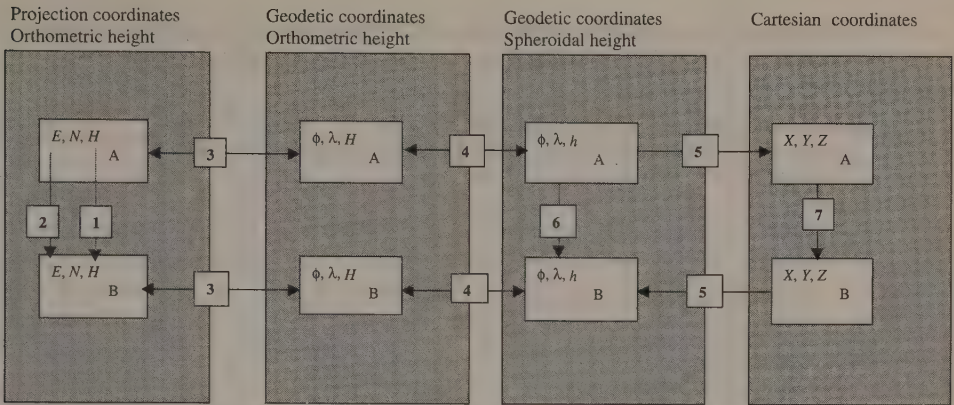 Projection coordinates
Orthometric height
Geodetic coordinates
Orthometric height
Geodetic coordinates
Spheroidal height
Cartesian coordinates
E, N, H
A
3
ϕ, λ, H
A
4
ϕ, λ, h
A
5
X, Y, Z
A
2
1
6
7
E, N, H
B
3
ϕ, λ, H
B
4
ϕ, λ, h
B
5
X, Y, Z
B